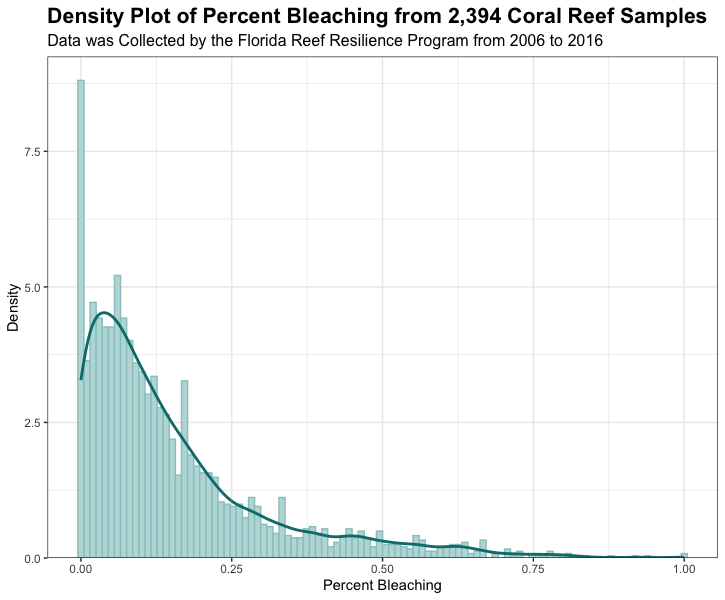 Density Plot of Percent Bleaching from 2,394 Coral Reef Samples
Data was Collected by the Florida Reef Resilience Program from 2006 to 2016
Density
7.5
5.0
2.5
0.0
0.00 0.25 0.50 0.75 1.00
Percent Bleaching